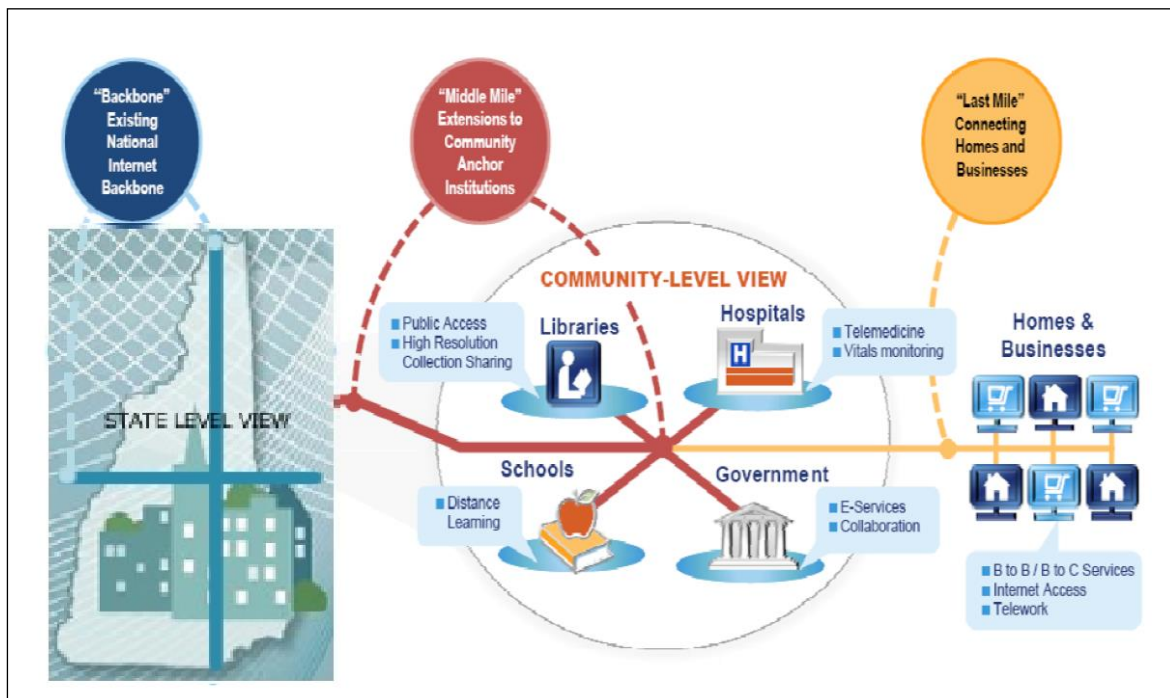 “Backbone”
Existing
National
Internet
Backbone
“Middle Mile”
Extensions to
Community
Anchor
Institutions
“Last Mile”
Connecting
Homes and
Businesses
STATE LEVEL VIEW
COMMUNITY-LEVEL VIEW
Public Access
High Resolution
Collection Sharing
Libraries
Hospitals
H
Telemedicine
Vitals monitoring
Schools
Distance
Learning
Government
E-Services
Collaboration
Homes &
Businesses
B to B / B to C Services
Internet Access
Telework